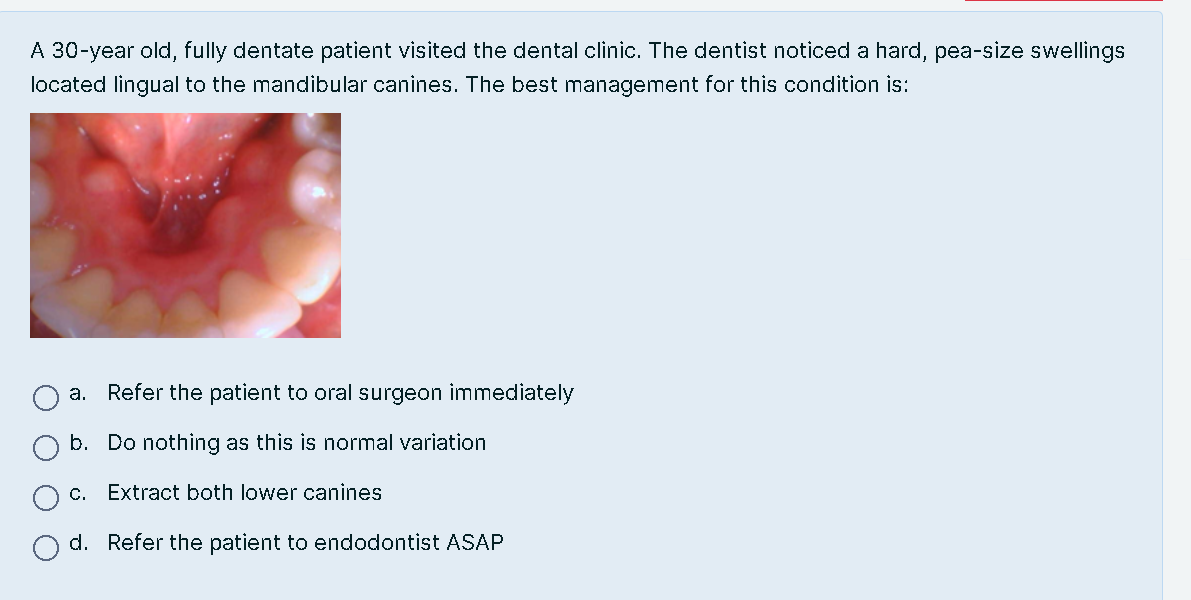 A 30-year old, fully dentate patient visited the dental clinic. The dentist noticed a hard, pea-size swellings
located lingual to the mandibular canines. The best management for this condition is:
a. Refer the patient to oral surgeon immediately
b. Do nothing as this is normal variation
c. Extract both lower canines
d. Refer the patient to endodontist ASAP